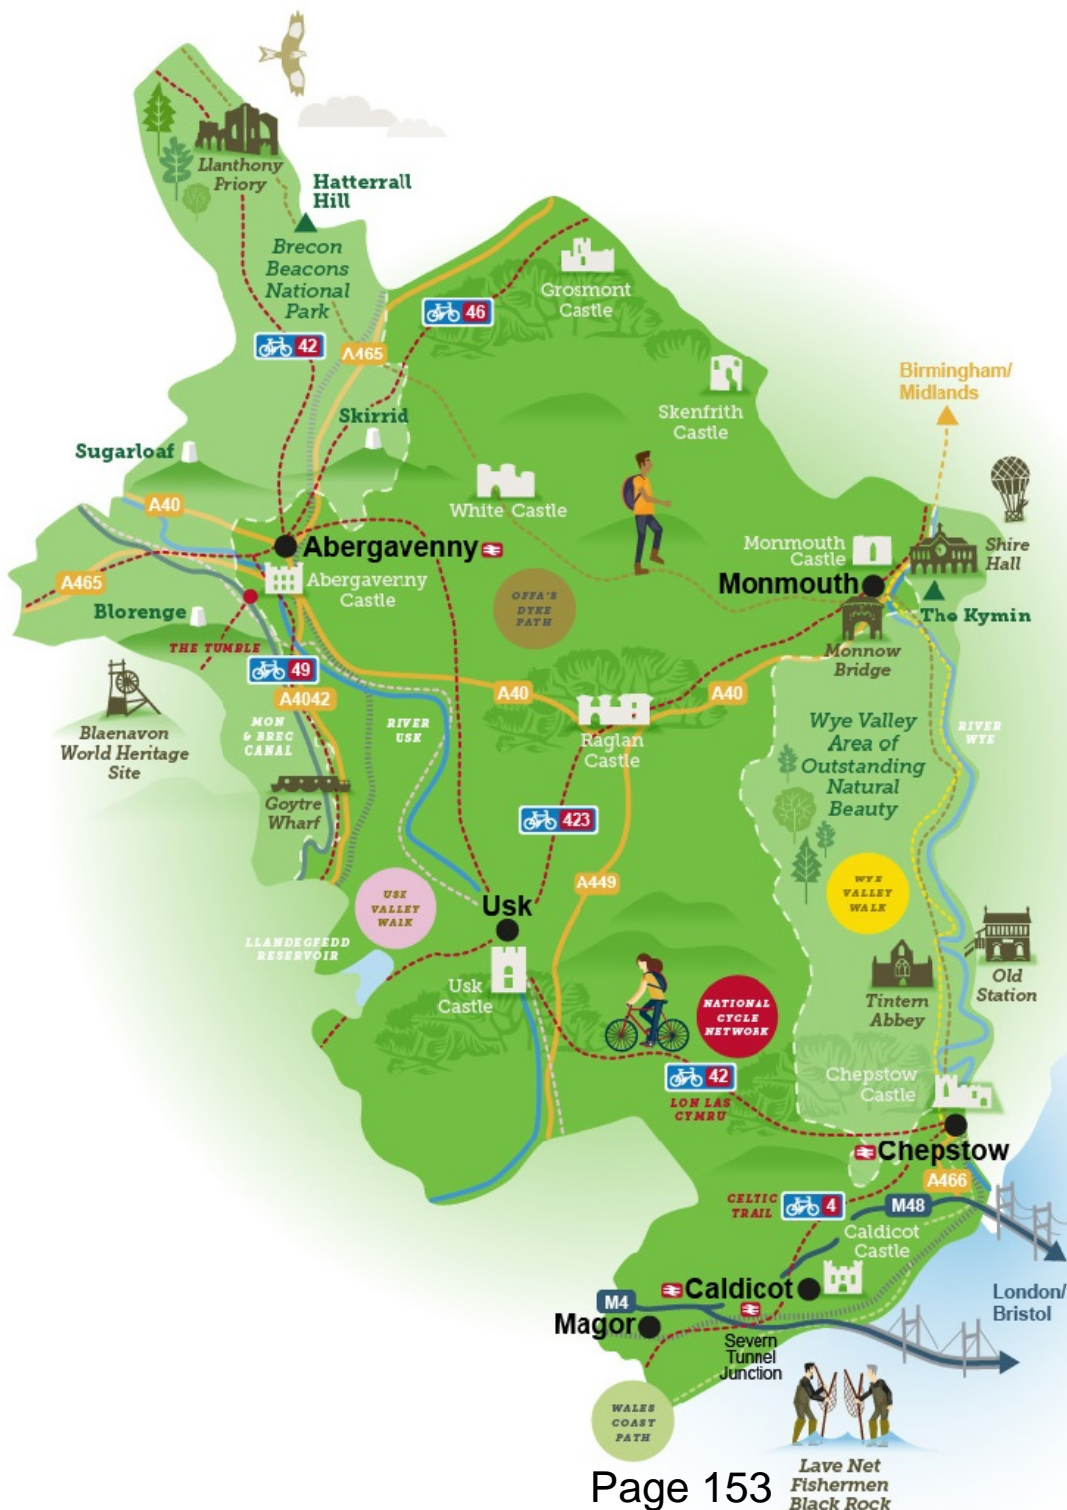 Llanthony
Priory
Hatterrall
Hill
Brecon
Beacons
National
Park
46
42
A465
Grosmont
Castle
Skenfrith
Castle
Birmingham/
Midlands
Skirrid
Sugarloaf
White Castle
A40
Abergavenny
Abergavenny
Castle
A465
Blorenge
THE TUMBLE
49
A4042
Blaenavon
World Heritage
Site
MON
& BREC
CANAL
RIVER
USK
Goytre
Wharf
OFFA'S
DYKE
PATH
Monmouth
Castle
Monmouth
Shire
Hall
The Kymin
Monnow
Bridge
A40
A40
Raglan
Castle
Wye Valley
Area of
Outstanding
Natural
Beauty
RIVER
WYE
423
A449
USK
VALLEY
WALK
Usk
LLANDEGFEDD
RESERVOIR
Usk
Castle
WYE
VALLEY
WALK
Old
Station
Tintern
Abbey
NATIONAL
CYCLE
NETWORK
42
LON LAS
CYMRU
Chepstow
Castle
Chepstow
A466
CELTIC
TRAIL
4
M48
Caldicot
Castle
Caldicot
M4
Magor
Severn
Tunnel
Junction
London/
Bristol
WALES
COAST
PATH
Lave Net
Fishermen
Black Rock
Page 153